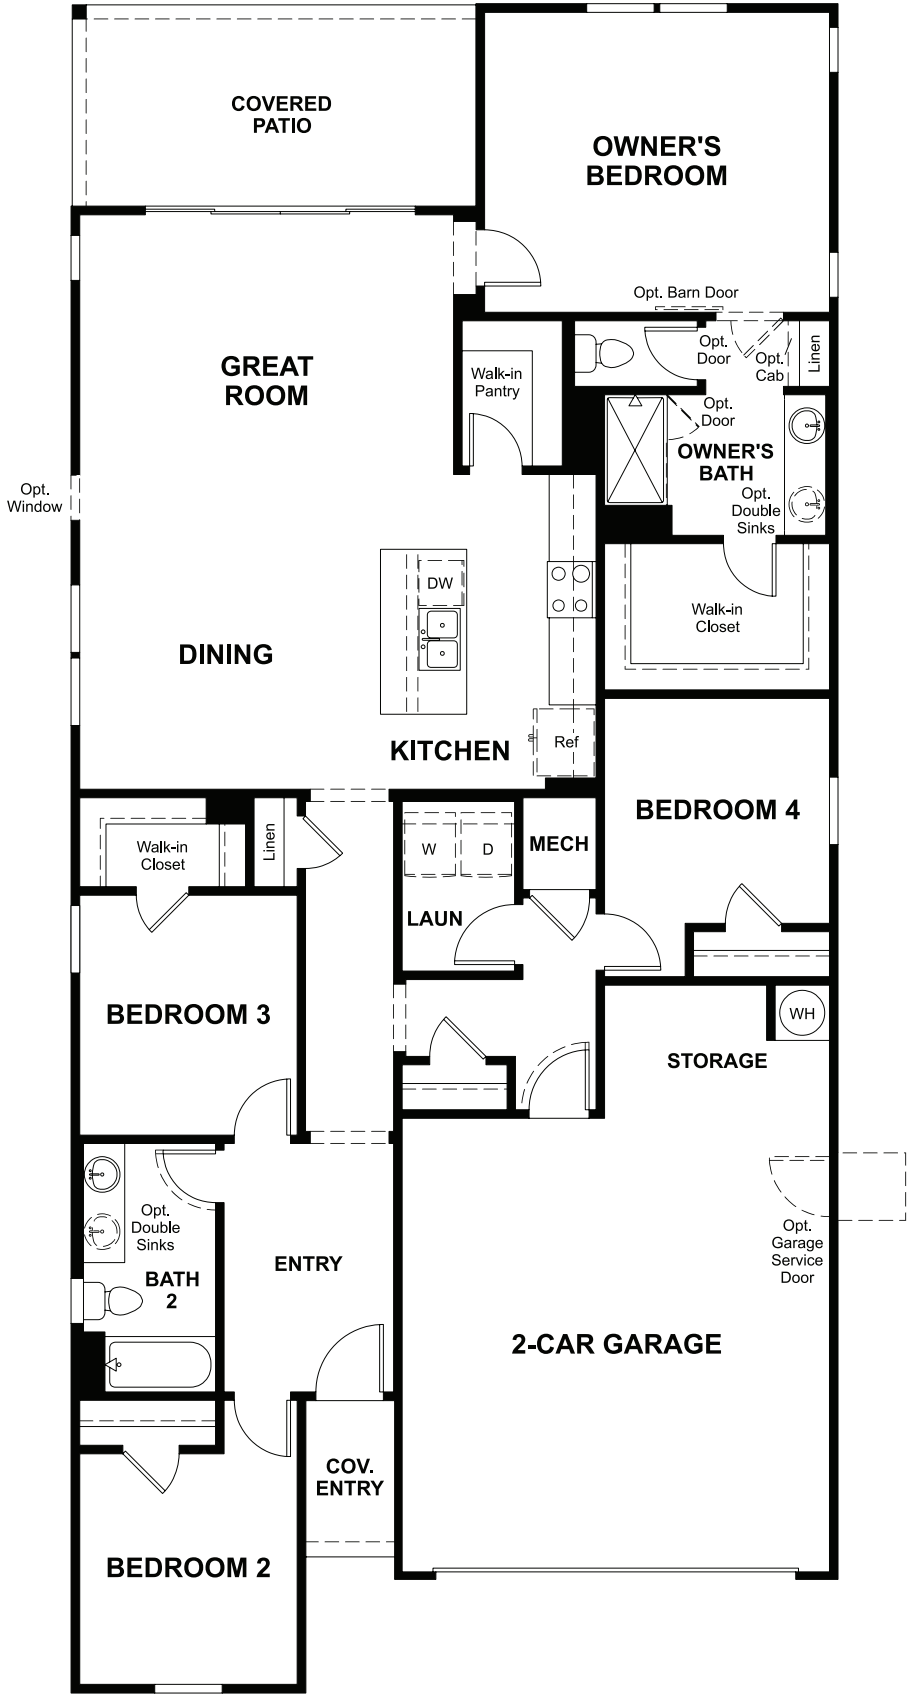 COVERED
PATIO
OWNER'S
BEDROOM
Opt. Barn Door
GREAT
ROOM
Walk-in
Pantry
Opt.
Door
Opt.
Cab
Linen
Opt.
Door
OWNER'S
BATH
Opt.
Double
Sinks
Opt.
Window
DW
Walk-in
Closet
DINING
KITCHEN
Ref
BEDROOM 4
Walk-in
Closet
Linen
W
D
MECH
LAUN
BEDROOM 3
WH
STORAGE
Opt.
Double
Sinks
BATH
2
ENTRY
Opt.
Garage
Service
Door
2-CAR GARAGE
COV.
ENTRY
BEDROOM 2